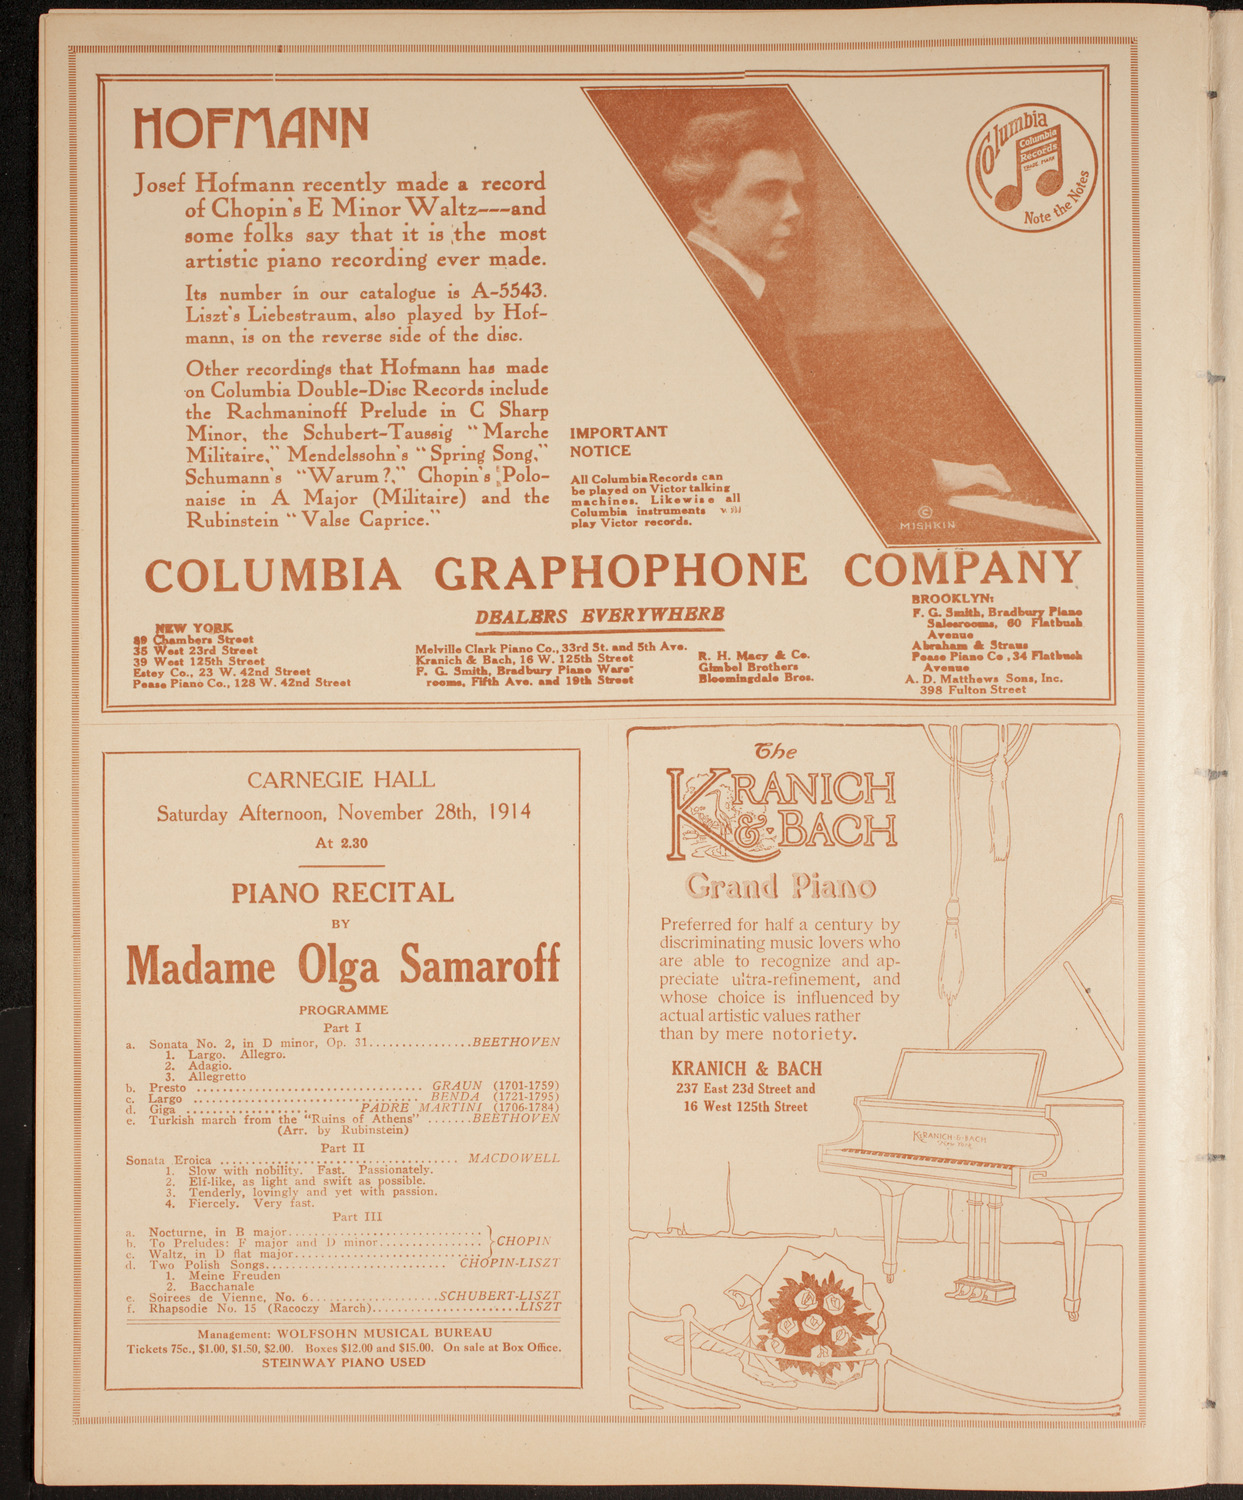 HOFMANN
Josef Hofmann recently made a record
of Chopin's E Minor Waltz---and
some folks say that it is the most
artistic piano recording ever made.
Its number in our catalogue is A-5543.
Liszt's Liebestraum, also played by Hof-
mann, is on the reverse side of the disc.
Other recordings that Hofmann has made
on Columbia Double-Disc Records include
the Rachmaninoff Prelude in C Sharp
Minor, the Schubert-Taussig "Marche
Militaire," Mendelssohn's "Spring Song,"
Schumann's "Warum?," Chopin's Polo-
naise in A Major (Militaire) and the
Rubinstein "Valse Caprice."
IMPORTANT
NOTICE
All Columbia Records can
be played on Victor talking
machines. Likewise all
Columbia instruments will
play Victor records.
© MISHKIN
Columbia
Columbia
Records
TRADE MARK
Note the Notes
COLUMBIA GRAPHOPHONE COMPANY
DEALERS EVERYWHERE
NEW YORK
89 Chambers Street
35 West 23rd Street
39 West 125th Street
Estey Co., 23 W. 42nd Street
Pease Piano Co., 128 W. 42nd Street
Melville Clark Piano Co., 33rd St. and 5th Ave.
Kranich & Bach, 16 W. 125th Street
F. G. Smith, Bradbury Piano Ware-
rooms, Fifth Ave. and 19th Street
R. H. Macy & Co.
Gimbel Brothers
Bloomingdale Bros.
BROOKLYN:
F. G. Smith, Bradbury Piano
Salesrooms, 60 Flatbush
Avenue
Abraham & Straus
Pease Piano Co., 34 Flatbush
Avenue
A. D. Matthews Sons, Inc.
398 Fulton Street
CARNEGIE HALL
Saturday Afternoon, November 28th, 1914
At 2.30
PIANO RECITAL
BY
Madame Olga Samaroff
PROGRAMME
Part I
a. Sonata No. 2, in D minor, Op. 31................BEETHOVEN
1. Largo. Allegro.
2. Adagio.
3. Allegretto
b. Presto .................................... GRAUN (1701-1759)
c. Largo .................................... BENDA (1721-1795)
d. Giga ................... PADRE MARTINI (1706-1784)
e. Turkish march from the "Ruins of Athens" .......BEETHOVEN
(Arr. by Rubinstein)
Part II
Sonata Eroica ...................................... MACDOWELL
1. Slow with nobility. Fast. Passionately.
2. Elf-like, as light and swift as possible.
3. Tenderly, lovingly and yet with passion.
4. Fiercely. Very fast.
Part III
a. Nocturne, in B major...............................
b. To Preludes: F major and D minor................ CHOPIN
c. Waltz, in D flat major..............................
d. Two Polish Songs............................ CHOPIN-LISZT
1. Meine Freuden
2. Bacchanale
e. Soirees de Vienne, No. 6....................SCHUBERT-LISZT
f. Rhapsodie No. 15 (Racoczy March).......................LISZT
Management: WOLFSOHN MUSICAL BUREAU
Tickets 75c., $1.00, $1.50, $2.00. Boxes $12.00 and $15.00. On sale at Box Office.
STEINWAY PIANO USED
The
KRANICH
& BACH
Grand Piano
Preferred for half a century by
discriminating music lovers who
are able to recognize and ap-
preciate ultra-refinement, and
whose choice is influenced by
actual artistic values rather
than by mere notoriety.
KRANICH & BACH
237 East 23d Street and
16 West 125th Street
KRANICH & BACH